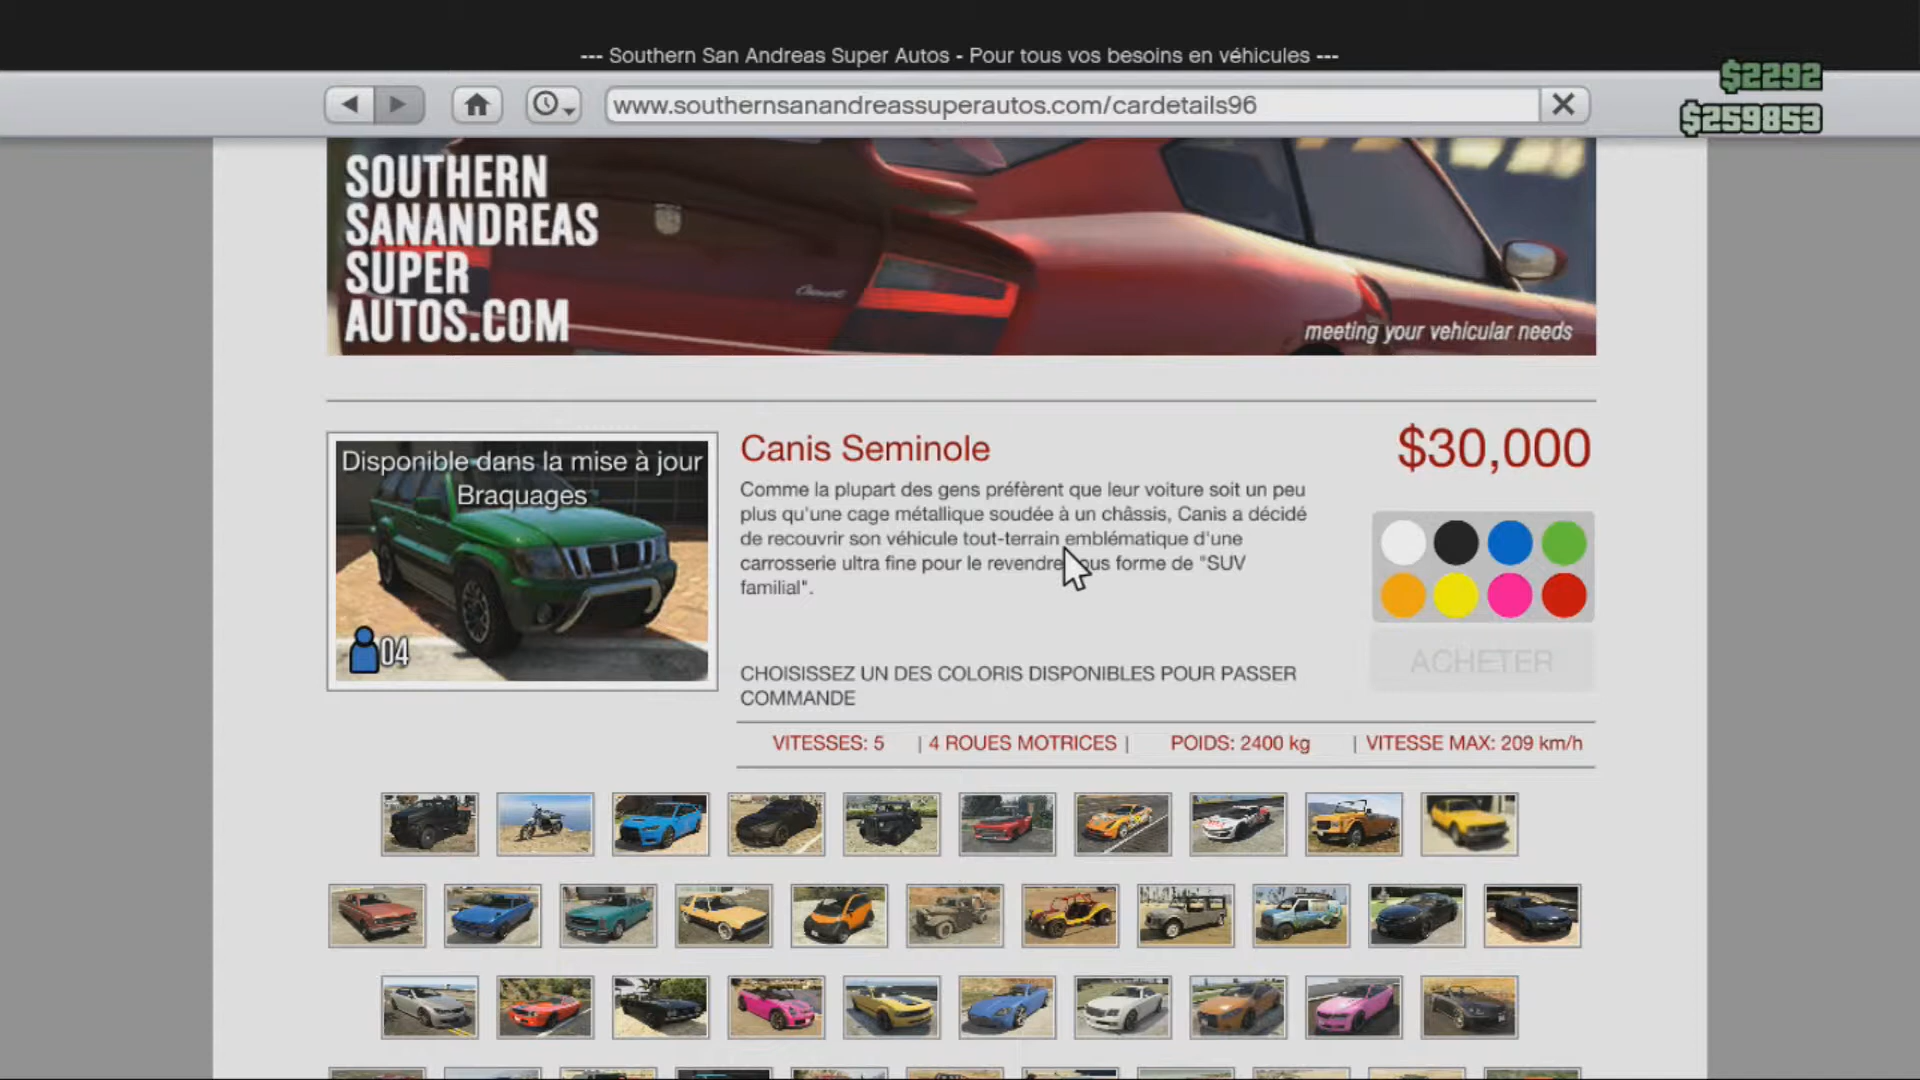 --- Southern San Andreas Super Autos - Pour tous vos besoins en véhicules ---
$2292
www.southernsanandreassuperautos.com/cardetails96
$259853
SOUTHERN
SANANDREAS
SUPER
AUTOS.COM
meeting your vehicular needs
Disponible dans la mise à jour
Braquages
04
Canis Seminole
$30,000
Comme la plupart des gens préfèrent que leur voiture soit un peu
plus qu'une cage métallique soudée à un châssis, Canis a décidé
de recouvrir son véhicule tout-terrain emblématique d'une
carrosserie ultra fine pour le revendre sous forme de "SUV
familial".
ACHETER
CHOISISSEZ UN DES COLORIS DISPONIBLES POUR PASSER
COMMANDE
VITESSES: 5 | 4 ROUES MOTRICES | POIDS: 2400 kg | VITESSE MAX: 209 km/h